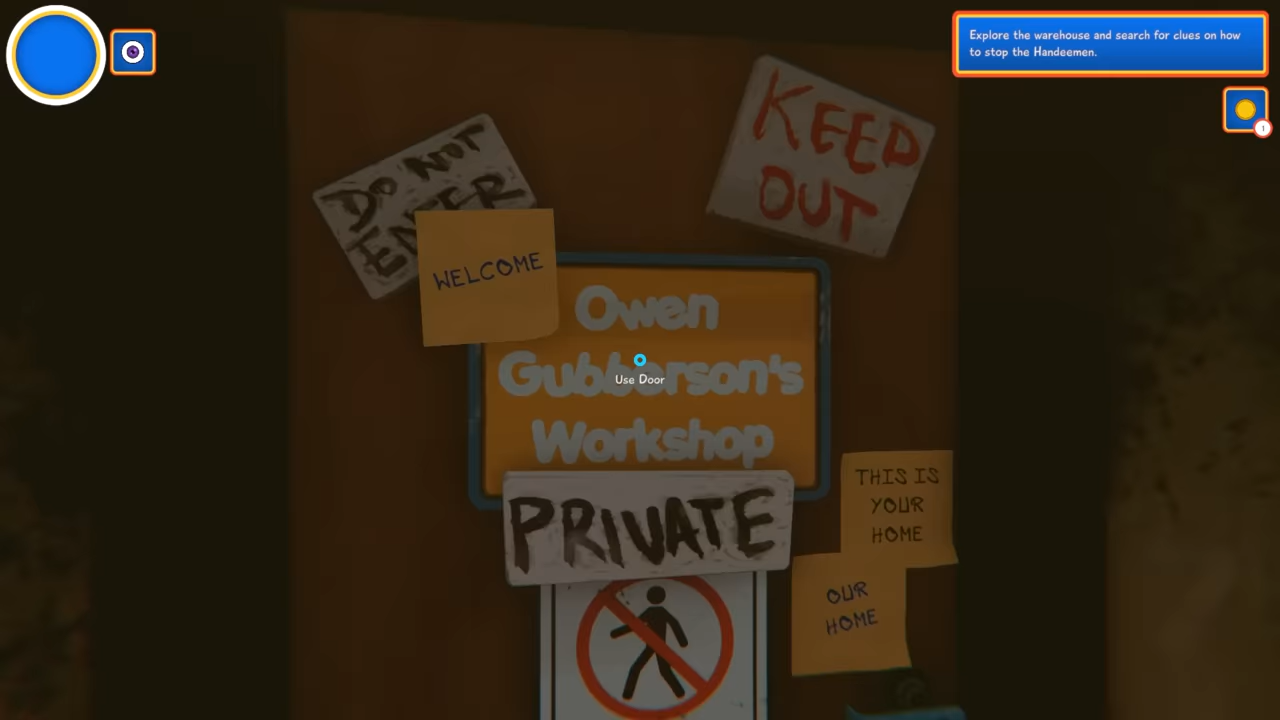 Explore the warehouse and search for clues on how
to stop the Handeemen.
1
KEEP
OUT
DO NOT
ENTER
WELCOME
Owen
Gubberson's
Workshop
Use Door
PRIVATE
THIS IS
YOUR
HOME
OUR
HOME